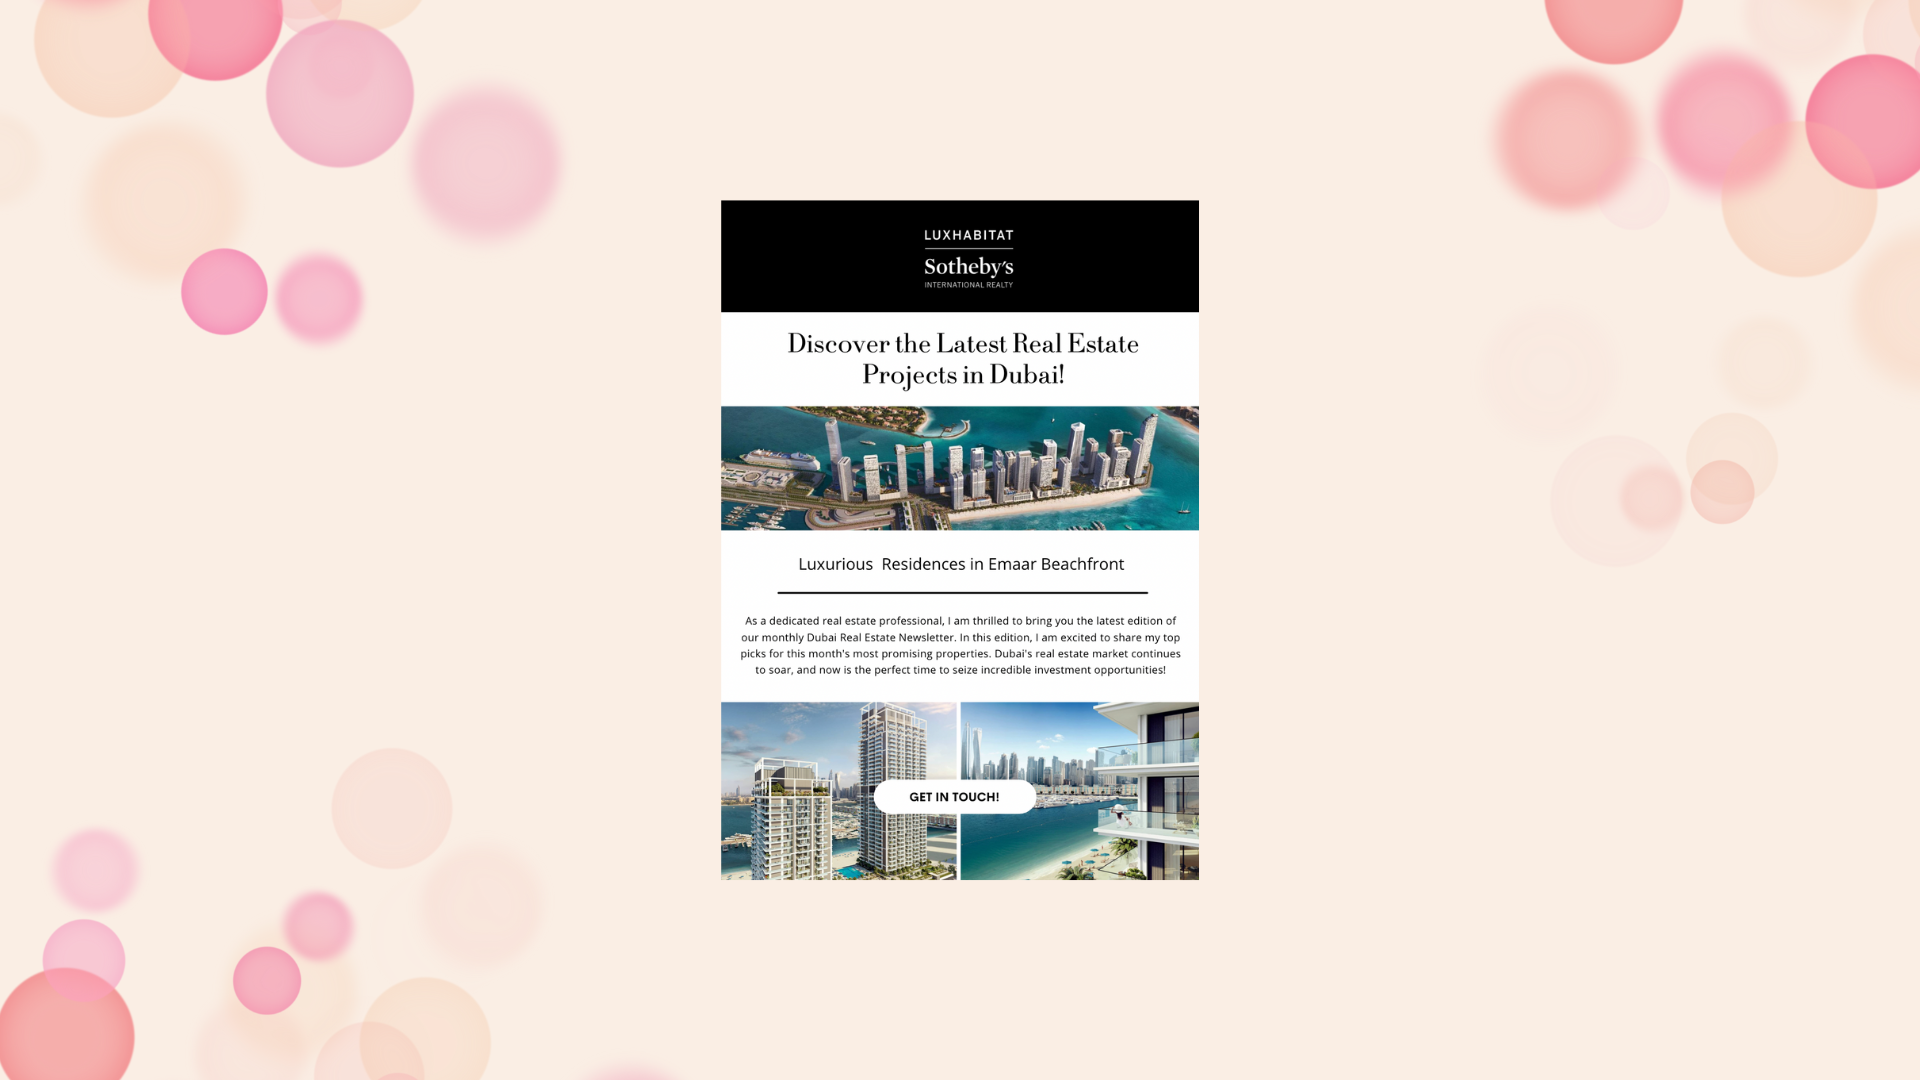 LUXHABITAT
Sotheby's
INTERNATIONAL REALTY
Discover the Latest Real Estate
Projects in Dubai!
Luxurious  Residences in Emaar Beachfront
As a dedicated real estate professional, I am thrilled to bring you the latest edition of
our monthly Dubai Real Estate Newsletter. In this edition, I am excited to share my top
picks for this month's most promising properties. Dubai's real estate market continues
to soar, and now is the perfect time to seize incredible investment opportunities!
GET IN TOUCH!